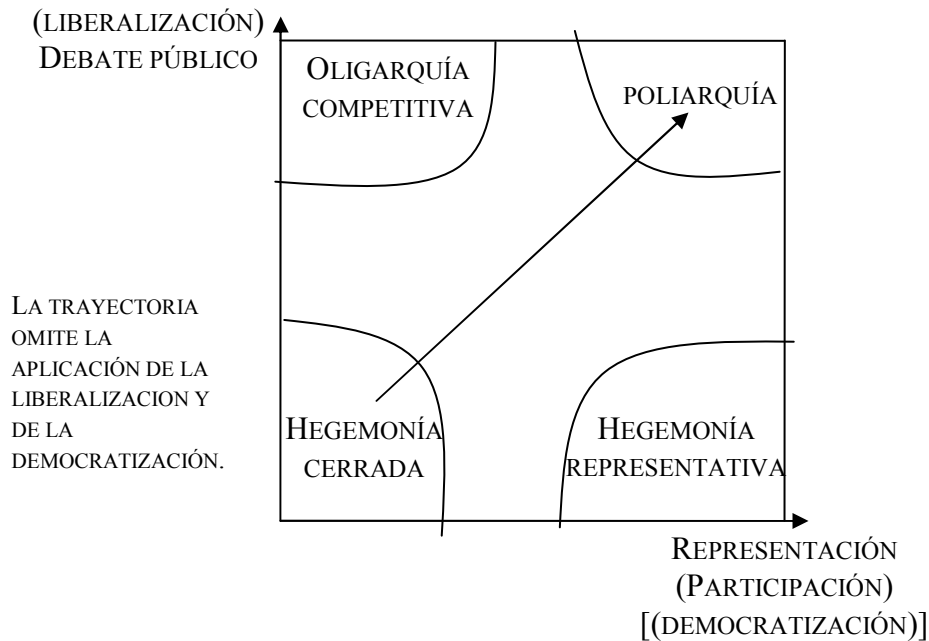 (LIBERALIZACIÓN)
DEBATE PÚBLICO
OLIGARQUÍA
COMPETITIVA
POLIARQUÍA
LA TRAYECTORIA
OMITE LA
APLICACIÓN DE LA
LIBERALIZACION Y
DE LA
DEMOCRATIZACIÓN.
HEGEMONÍA
CERRADA
HEGEMONÍA
REPRESENTATIVA
REPRESENTACIÓN
(PARTICIPACIÓN)
[(DEMOCRATIZACIÓN)]